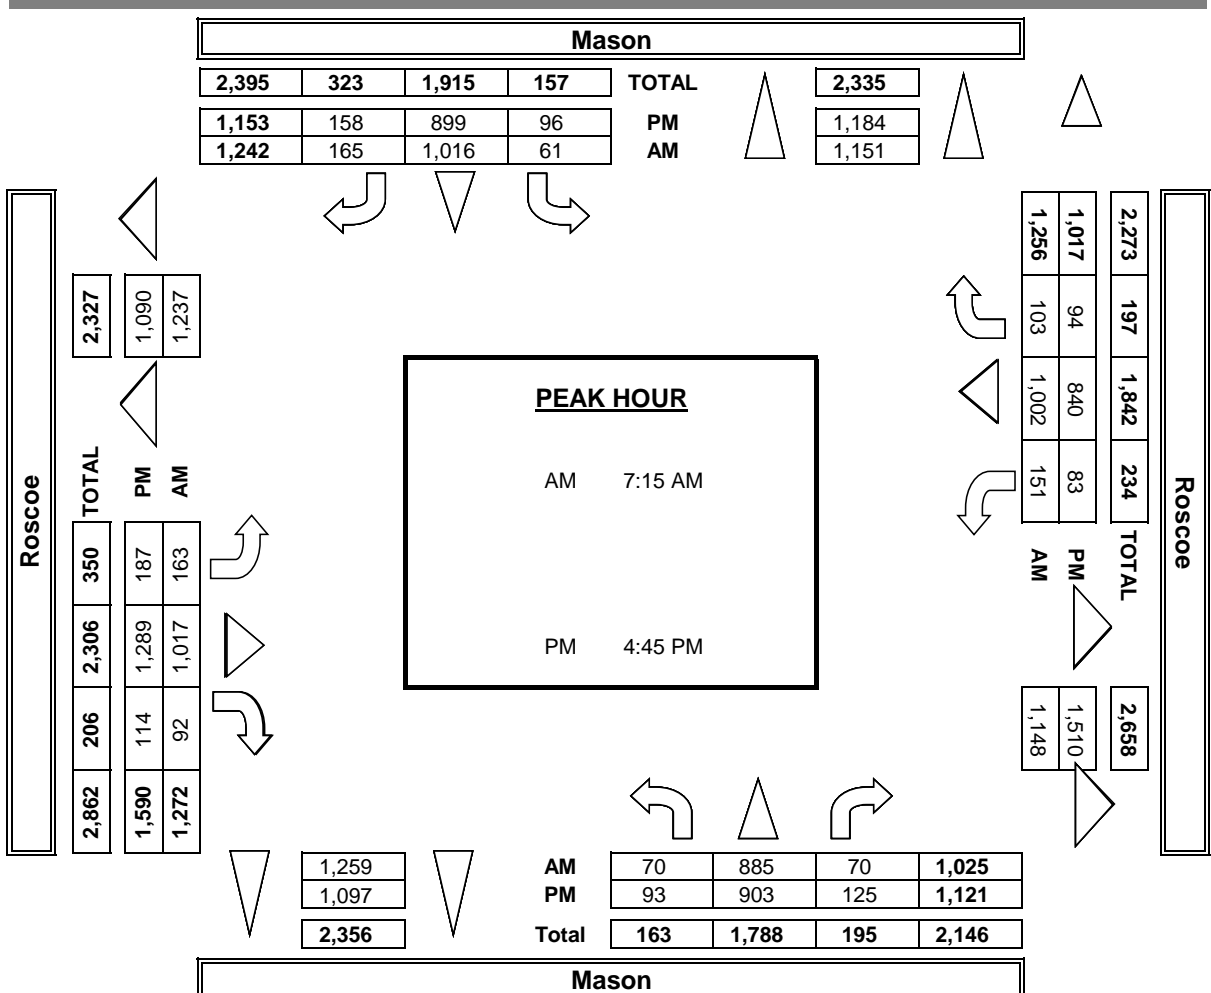 Mason
2,395 323 1,915 157 TOTAL 2,335
1,153 158 899 96 PM 1,184
1,242 165 1,016 61 AM 1,151
Roscoe
2,327
1,090
1,237
TOTAL
PM
AM
350 2,306 206 2,862
187 1,289 114 1,590
163 1,017 92 1,272
PEAK HOUR
AM 7:15 AM
PM 4:45 PM
2,273 197 1,842 234 TOTAL 2,658
1,017 94 840 83 PM 1,510
1,256 103 1,002 151 AM 1,148
Roscoe
1,259 AM 70 885 70 1,025
1,097 PM 93 903 125 1,121
2,356 Total 163 1,788 195 2,146
Mason